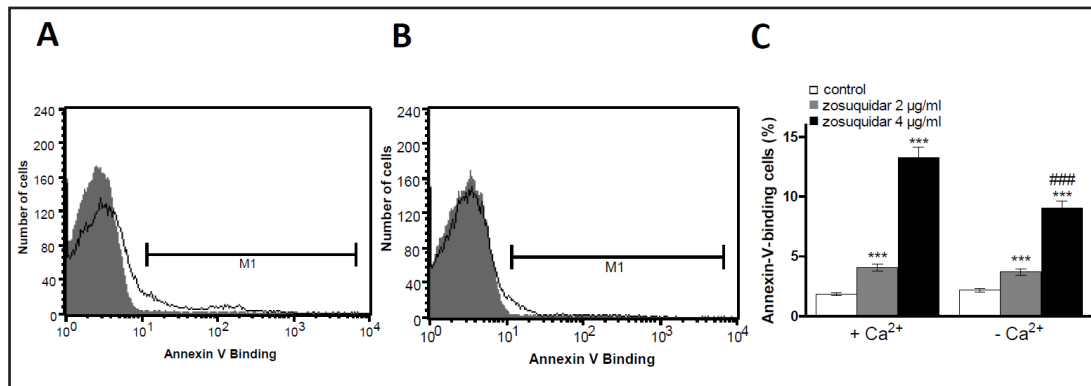 A
B
C
Number of cells
240
200
160
120
80
40
0
M1
10⁰ 10¹ 10² 10³ 10⁴
Annexin V Binding
Number of cells
240
200
160
120
80
40
0
M1
10⁰ 10¹ 10² 10³ 10⁴
Annexin V Binding
control
zosuquidar 2 µg/ml
zosuquidar 4 µg/ml
Annexin-V-binding cells (%)
15
10
5
0
***
***
***
###
***
+ Ca²⁺ - Ca²⁺